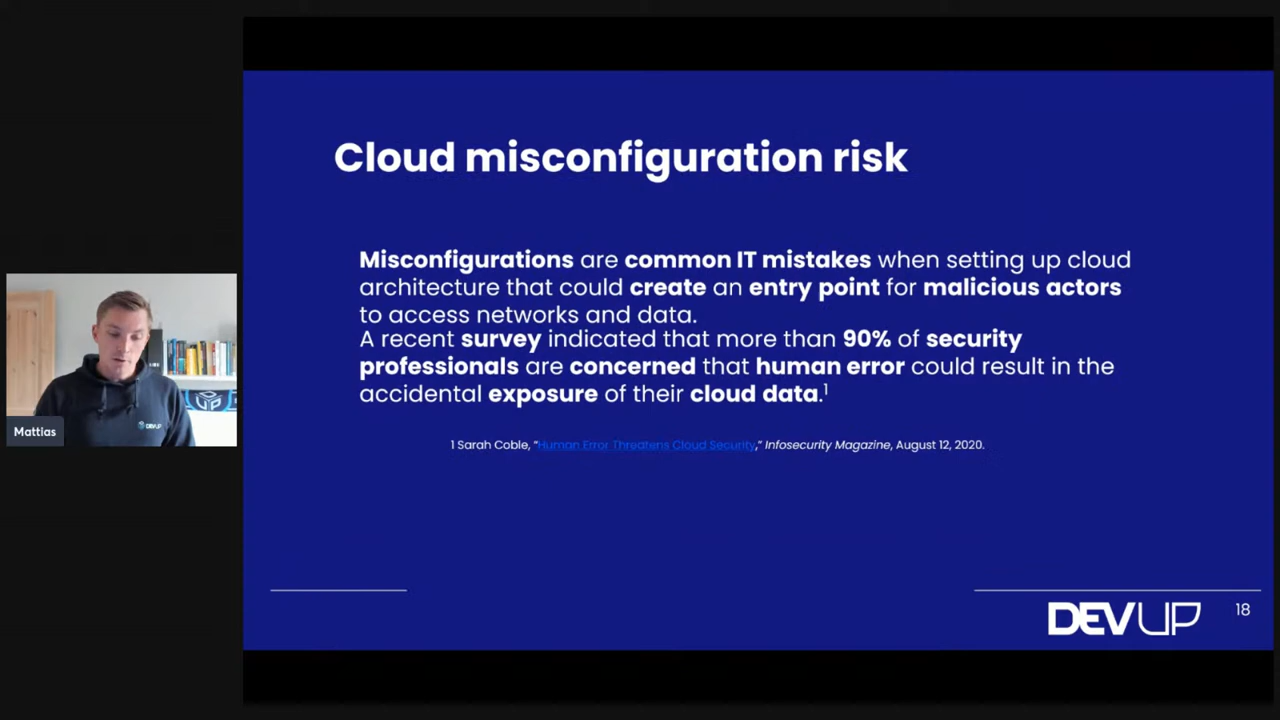 Cloud misconfiguration risk
Misconfigurations are common IT mistakes when setting up cloud
architecture that could create an entry point for malicious actors
to access networks and data.
A recent survey indicated that more than 90% of security
professionals are concerned that human error could result in the
accidental exposure of their cloud data.1
1 Sarah Coble, “Human Error Threatens Cloud Security,” Infosecurity Magazine, August 12, 2020.
Mattias
DEVUP
DEVUP
18